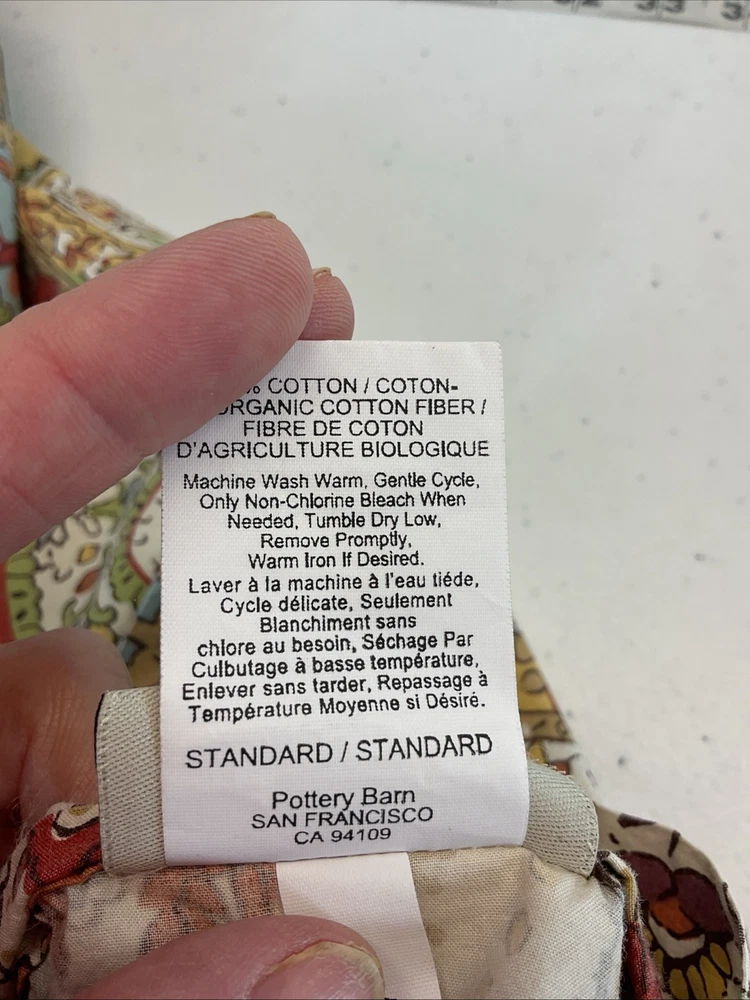 % COTTON / COTON-
ORGANIC COTTON FIBER /
FIBRE DE COTON
D'AGRICULTURE BIOLOGIQUE
Machine Wash Warm, Gentle Cycle,
Only Non-Chlorine Bleach When
Needed, Tumble Dry Low,
Remove Promptly,
Warm Iron If Desired.
Laver à la machine à l'eau tiéde,
Cycle délicate, Seulement
Blanchiment sans
chlore au besoin, Séchage Par
Culbutage à basse température,
Enlever sans tarder, Repassage à
Température Moyenne si Désiré.
STANDARD / STANDARD
Pottery Barn
SAN FRANCISCO
CA 94109